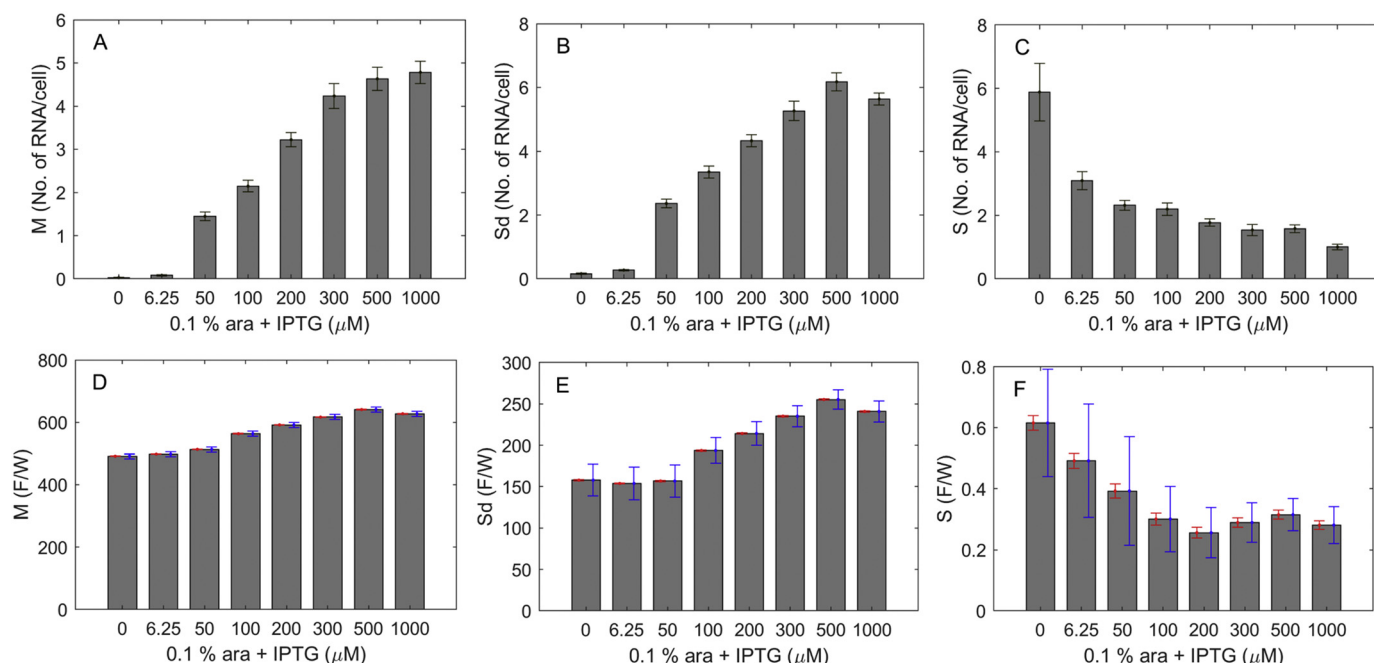 A
M (No. of RNA/cell)
6
5
4
3
2
1
0
0 6.25 50 100 200 300 500 1000
0.1 % ara + IPTG (μM)
B
Sd (No. of RNA/cell)
8
6
4
2
0
0 6.25 50 100 200 300 500 1000
0.1 % ara + IPTG (μM)
C
S (No. of RNA/cell)
8
6
4
2
0
0 6.25 50 100 200 300 500 1000
0.1 % ara + IPTG (μM)
D
M (F/W)
800
600
400
200
0
0 6.25 50 100 200 300 500 1000
0.1 % ara + IPTG (μM)
E
Sd (F/W)
300
250
200
150
100
50
0
0 6.25 50 100 200 300 500 1000
0.1 % ara + IPTG (μM)
F
S (F/W)
0.8
0.6
0.4
0.2
0
0 6.25 50 100 200 300 500 1000
0.1 % ara + IPTG (μM)